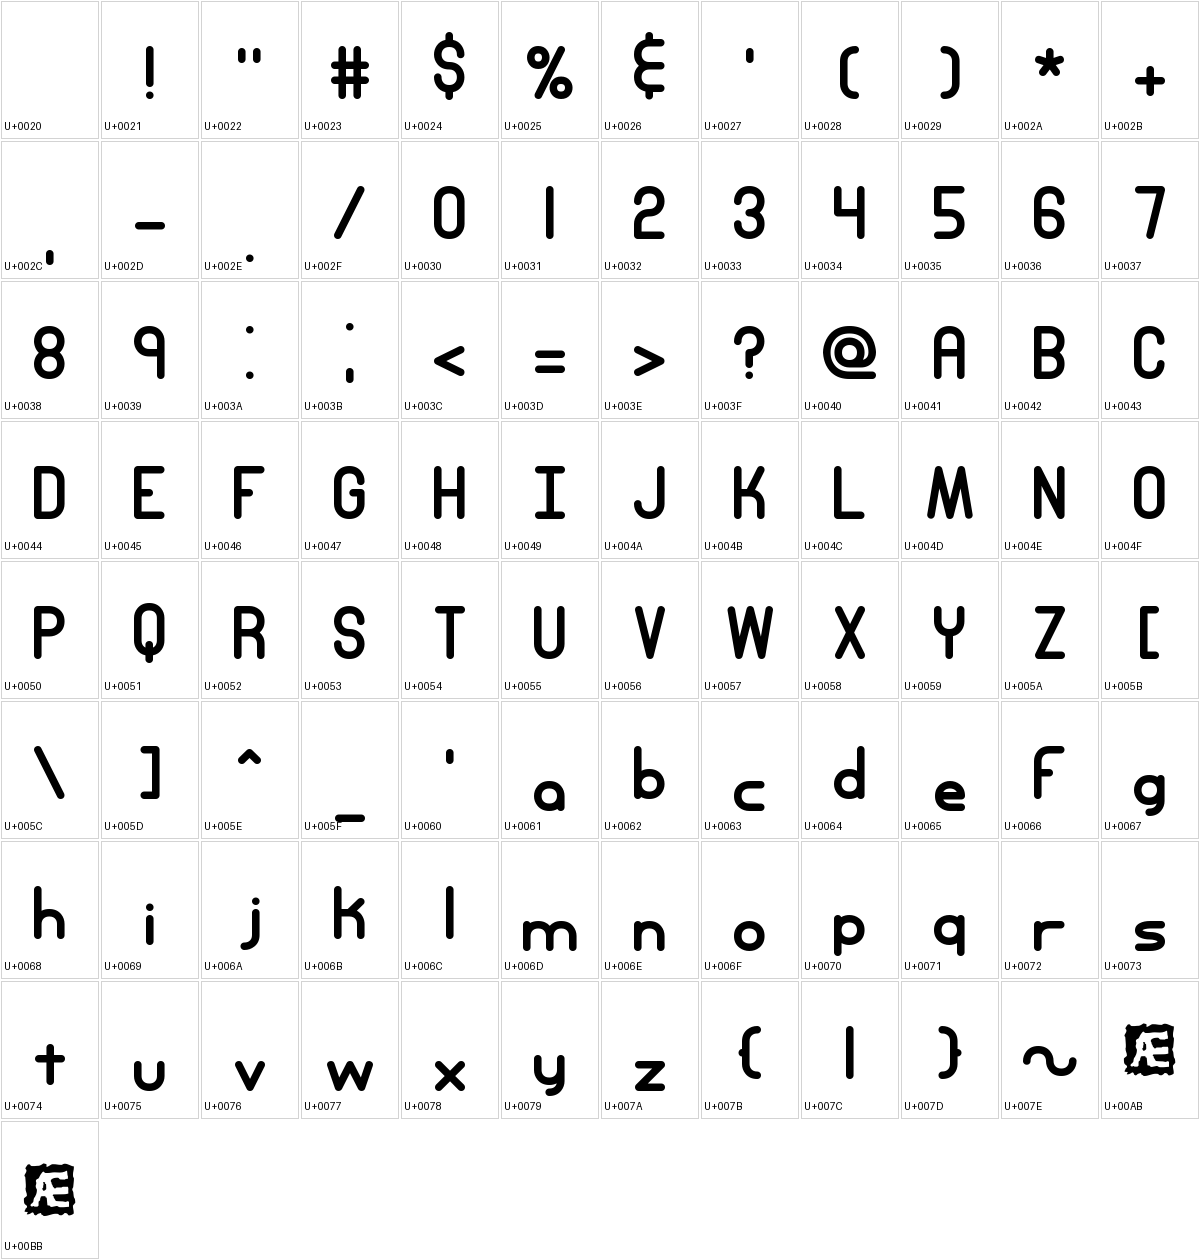 ! " # $ % & ' ( ) * +
U+0020 U+0021 U+0022 U+0023 U+0024 U+0025 U+0026 U+0027 U+0028 U+0029 U+002A U+002B
, - . / 0 1 2 3 4 5 6 7
U+002C U+002D U+002E U+002F U+0030 U+0031 U+0032 U+0033 U+0034 U+0035 U+0036 U+0037
8 9 : ; < = > ? @ A B C
U+0038 U+0039 U+003A U+003B U+003C U+003D U+003E U+003F U+0040 U+0041 U+0042 U+0043
D E F G H I J K L M N O
U+0044 U+0045 U+0046 U+0047 U+0048 U+0049 U+004A U+004B U+004C U+004D U+004E U+004F
P Q R S T U V W X Y Z [
U+0050 U+0051 U+0052 U+0053 U+0054 U+0055 U+0056 U+0057 U+0058 U+0059 U+005A U+005B
\ ] ^ _ ' a b c d e f g
U+005C U+005D U+005E U+005F U+0060 U+0061 U+0062 U+0063 U+0064 U+0065 U+0066 U+0067
h i j k l m n o p q r s
U+0068 U+0069 U+006A U+006B U+006C U+006D U+006E U+006F U+0070 U+0071 U+0072 U+0073
t u v w x y z { | } ~ Æ
U+0074 U+0075 U+0076 U+0077 U+0078 U+0079 U+007A U+007B U+007C U+007D U+007E U+00AB
Æ
U+00BB